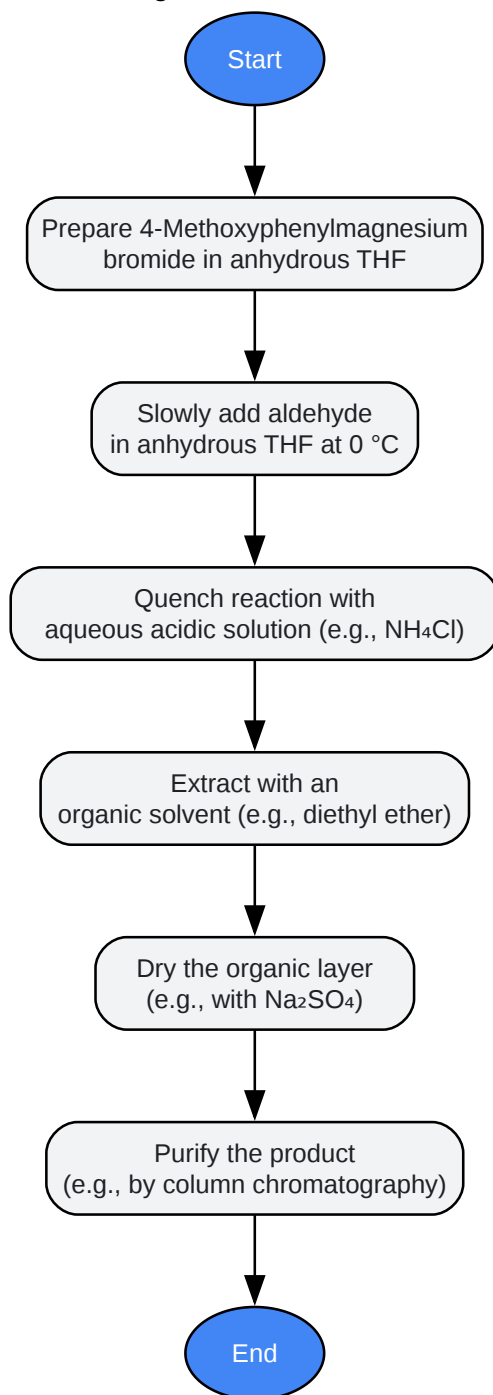 Start
Prepare 4-Methoxyphenylmagnesium
bromide in anhydrous THF
Slowly add aldehyde
in anhydrous THF at 0 °C
Quench reaction with
aqueous acidic solution (e.g., NH₄Cl)
Extract with an
organic solvent (e.g., diethyl ether)
Dry the organic layer
(e.g., with Na₂SO₄)
Purify the product
(e.g., by column chromatography)
End